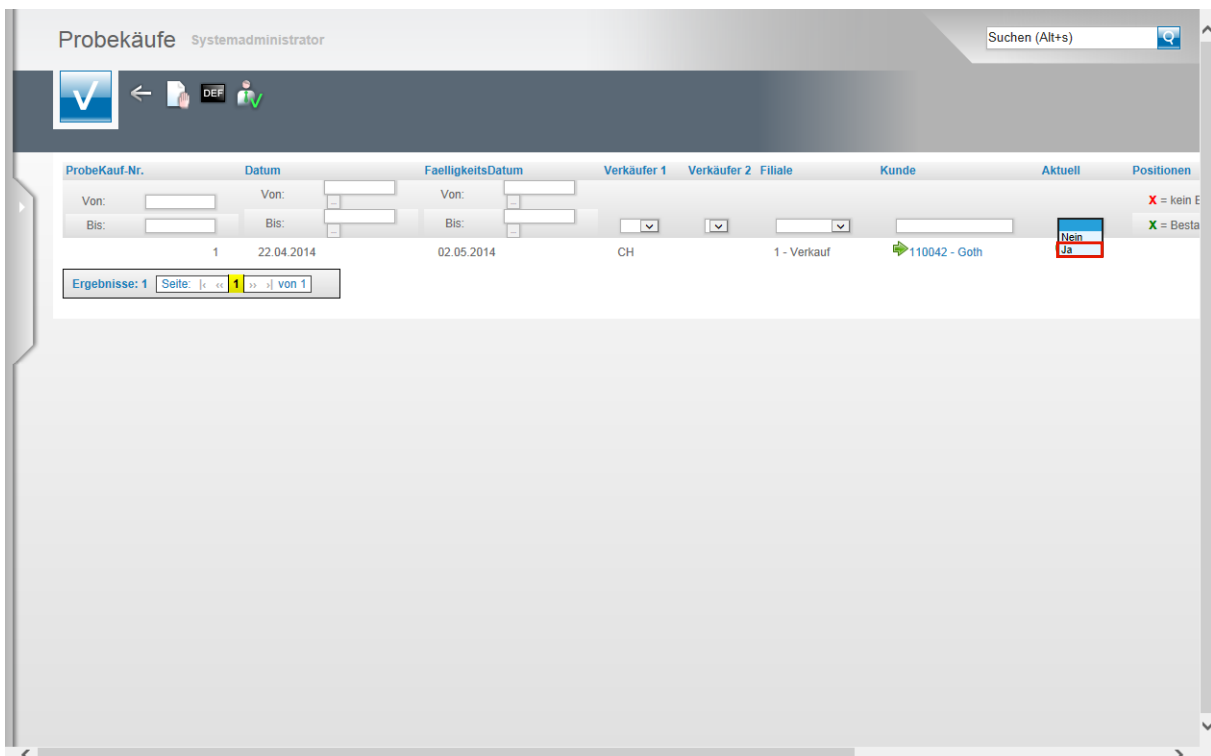 Probekäufe Systemadministrator
Suchen (Alt+s)
DEF
ProbeKauf-Nr. Datum FaelligkeitsDatum Verkäufer 1 Verkäufer 2 Filiale Kunde Aktuell Positionen
Von: Von: ... Von: ... X = kein E
Bis: Bis: ... Bis: ... X = Besta
Nein
Ja
1 22.04.2014 02.05.2014 CH 1 - Verkauf 110042 - Goth
Ergebnisse: 1 Seite: |‹ ‹‹ 1 ›› ›| von 1